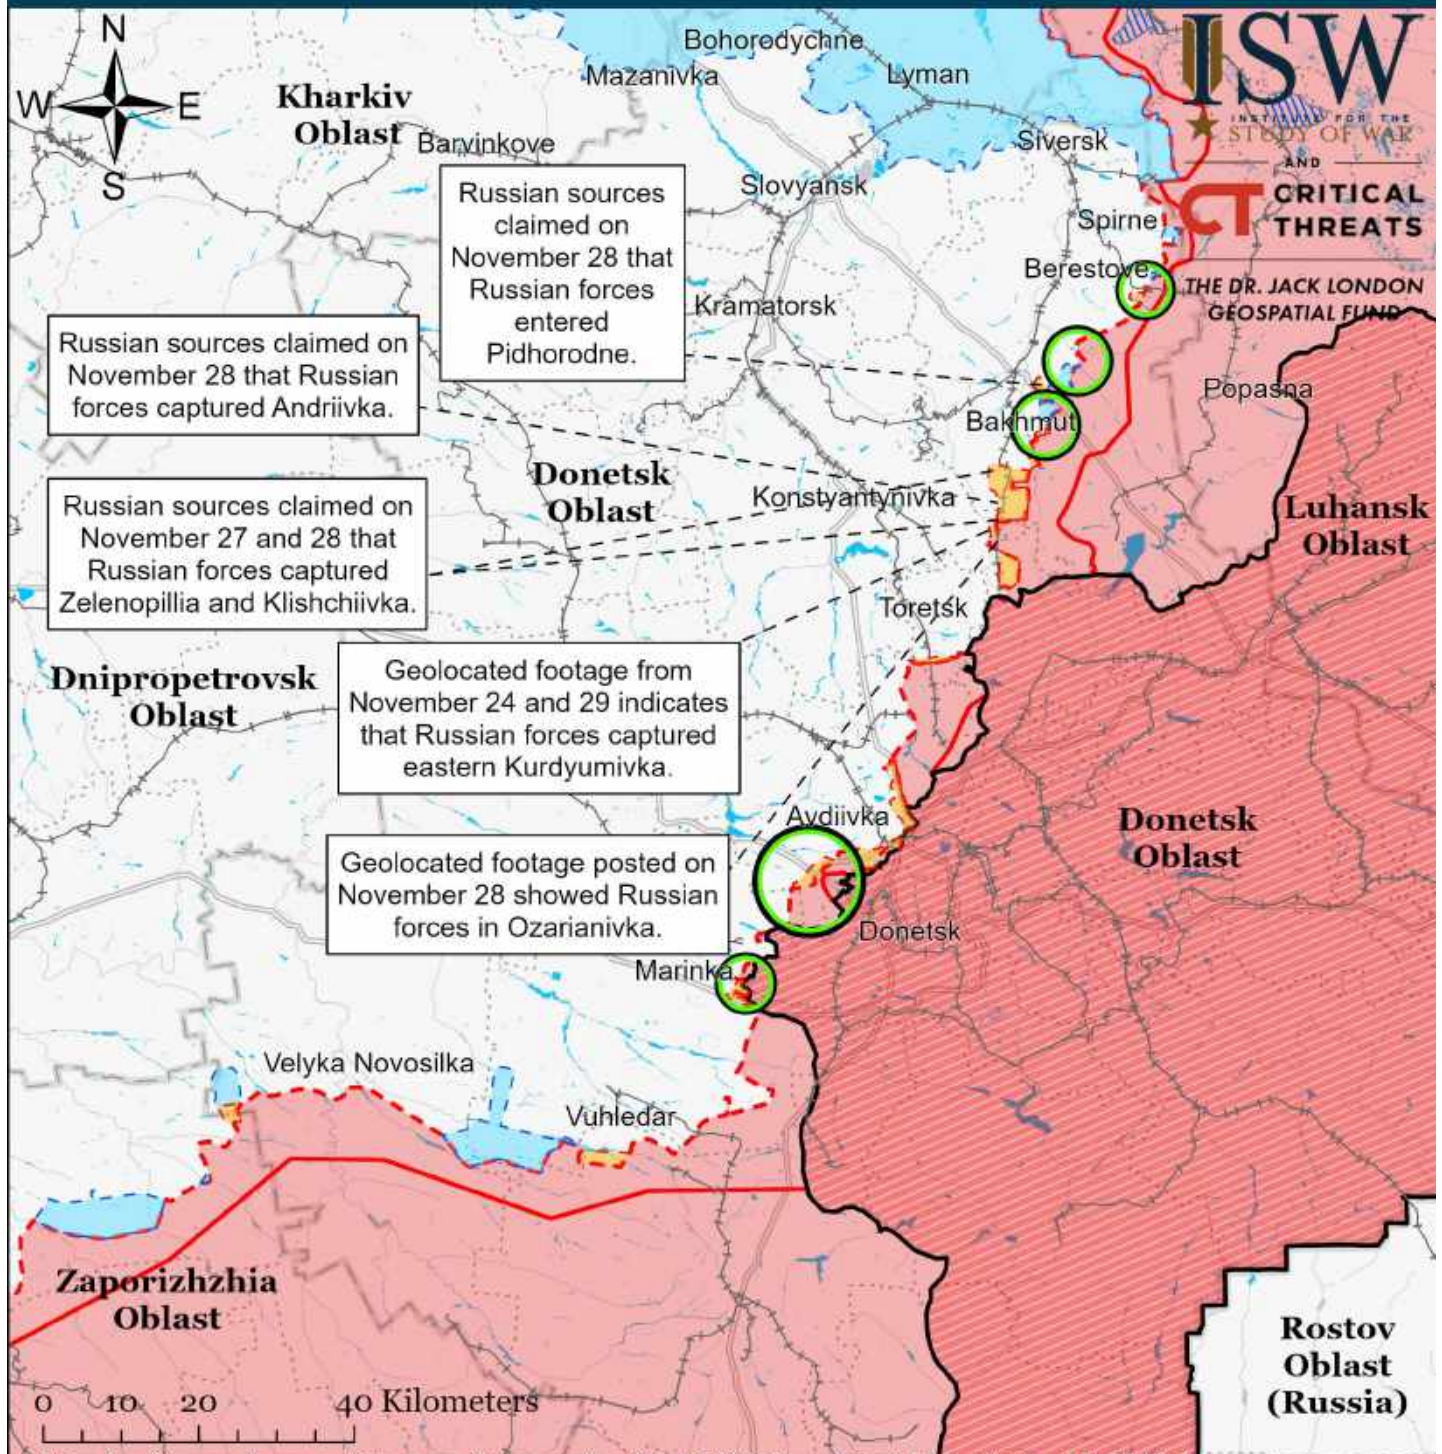 N
W
E
S
Kharkiv
Oblast
Barvinkove
Bohorodychne
Mazanivka
Lyman
Siversk
Slovyansk
Spirne
Berestove
Kramatorsk
Popasna
Bakhmut
ISW
INSTITUTE FOR THE
STUDY OF WAR
AND
CT CRITICAL
THREATS
THE DR. JACK LONDON
GEOSPATIAL FUND
Russian sources
claimed on
November 28 that
Russian forces
entered
Pidhorodne.
Russian sources claimed on
November 28 that Russian
forces captured Andriivka.
Donetsk
Oblast
Konstyantynivka
Luhansk
Oblast
Russian sources claimed on
November 27 and 28 that
Russian forces captured
Zelenopillia and Klishchiivka.
Toretsk
Dnipropetrovsk
Oblast
Geolocated footage from
November 24 and 29 indicates
that Russian forces captured
eastern Kurdyumivka.
Avdiivka
Donetsk
Oblast
Geolocated footage posted on
November 28 showed Russian
forces in Ozarianivka.
Donetsk
Marinka
Velyka Novosilka
Vuhledar
Zaporizhzhia
Oblast
Rostov
Oblast
(Russia)
0 10 20 40 Kilometers